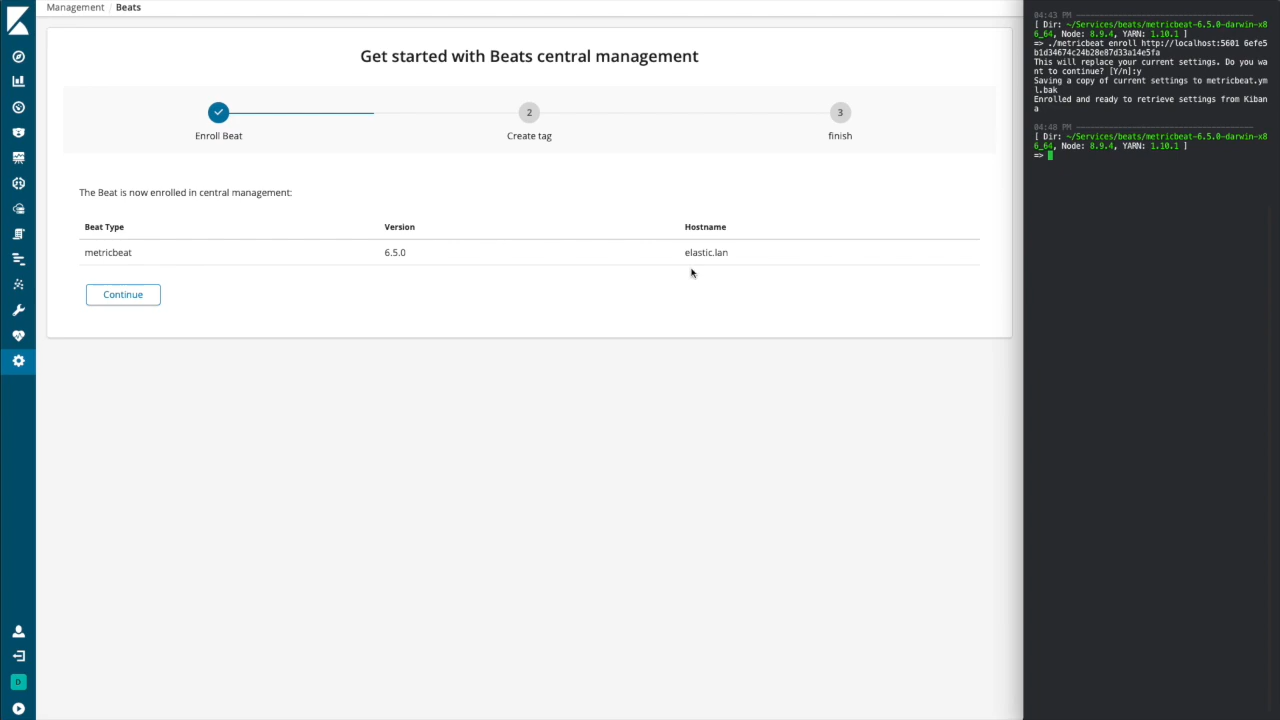 Management / Beats
Get started with Beats central management
2
3
Enroll Beat
Create tag
finish
The Beat is now enrolled in central management:
Beat Type Version Hostname
metricbeat 6.5.0 elastic.lan
Continue
D
04:43 PM
[ Dir: ~/Services/beats/metricbeat-6.5.0-darwin-x8
6_64, Node: 8.9.4, YARN: 1.10.1 ]
=> ./metricbeat enroll http://localhost:5601 6efe5
b1d34674c24b28e87d33a14e5fa
This will replace your current settings. Do you wa
nt to continue? [Y/n]:y
Saving a copy of current settings to metricbeat.ym
l.bak
Enrolled and ready to retrieve settings from Kiban
a
04:48 PM
[ Dir: ~/Services/beats/metricbeat-6.5.0-darwin-x8
6_64, Node: 8.9.4, YARN: 1.10.1 ]
=>